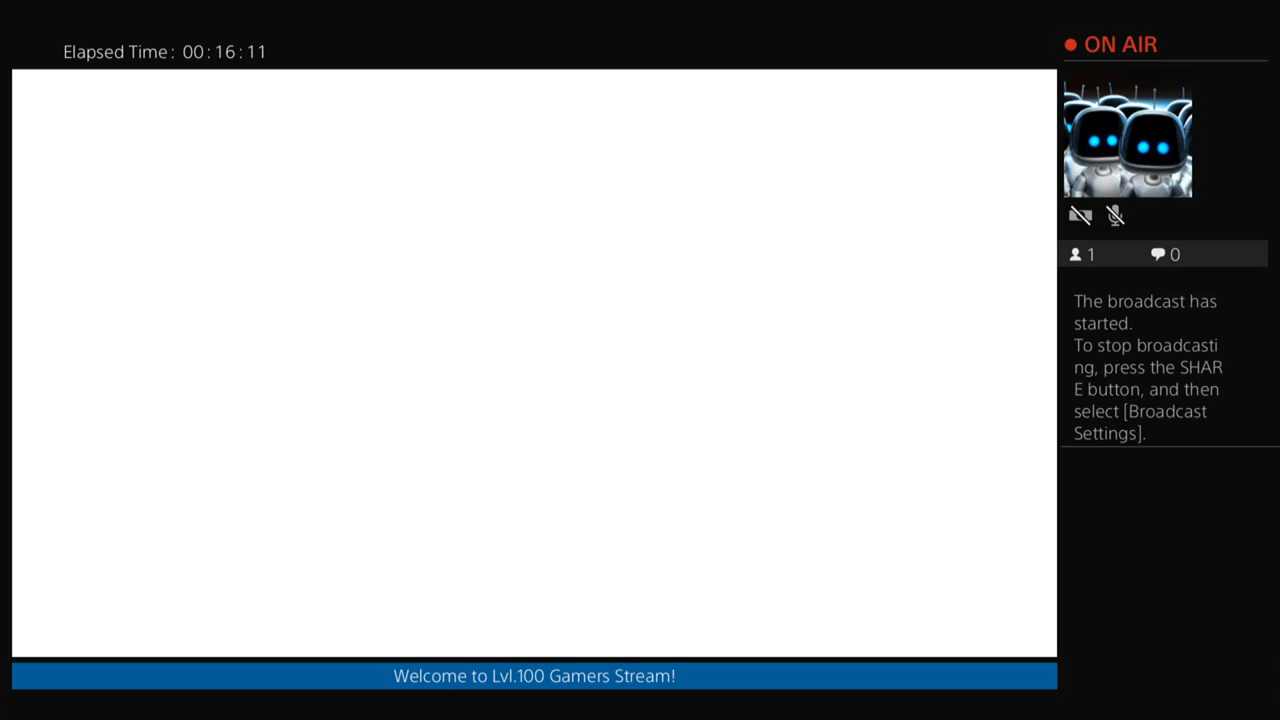 Elapsed Time: 00:16:11
ON AIR
1 0
The broadcast has
started.
To stop broadcasti
ng, press the SHAR
E button, and then
select [Broadcast
Settings].
Welcome to Lvl.100 Gamers Stream!